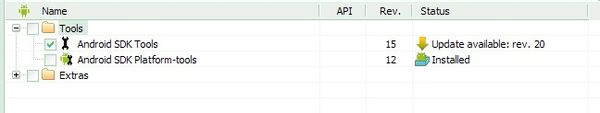 Name API Rev. Status
Tools
Android SDK Tools 15 Update available: rev. 20
Android SDK Platform-tools 12 Installed
Extras